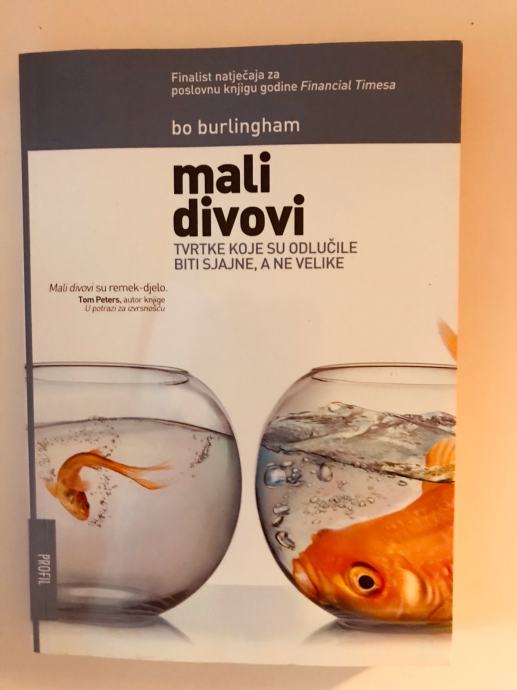 Finalist natječaja za
poslovnu knjigu godine Financial Timesa
bo burlingham
mali
divovi
TVRTKE KOJE SU ODLUČILE
BITI SJAJNE, A NE VELIKE
Mali divovi su remek-djelo.
Tom Peters, autor knjige
U potrazi za izvrsnošću
PROFIL